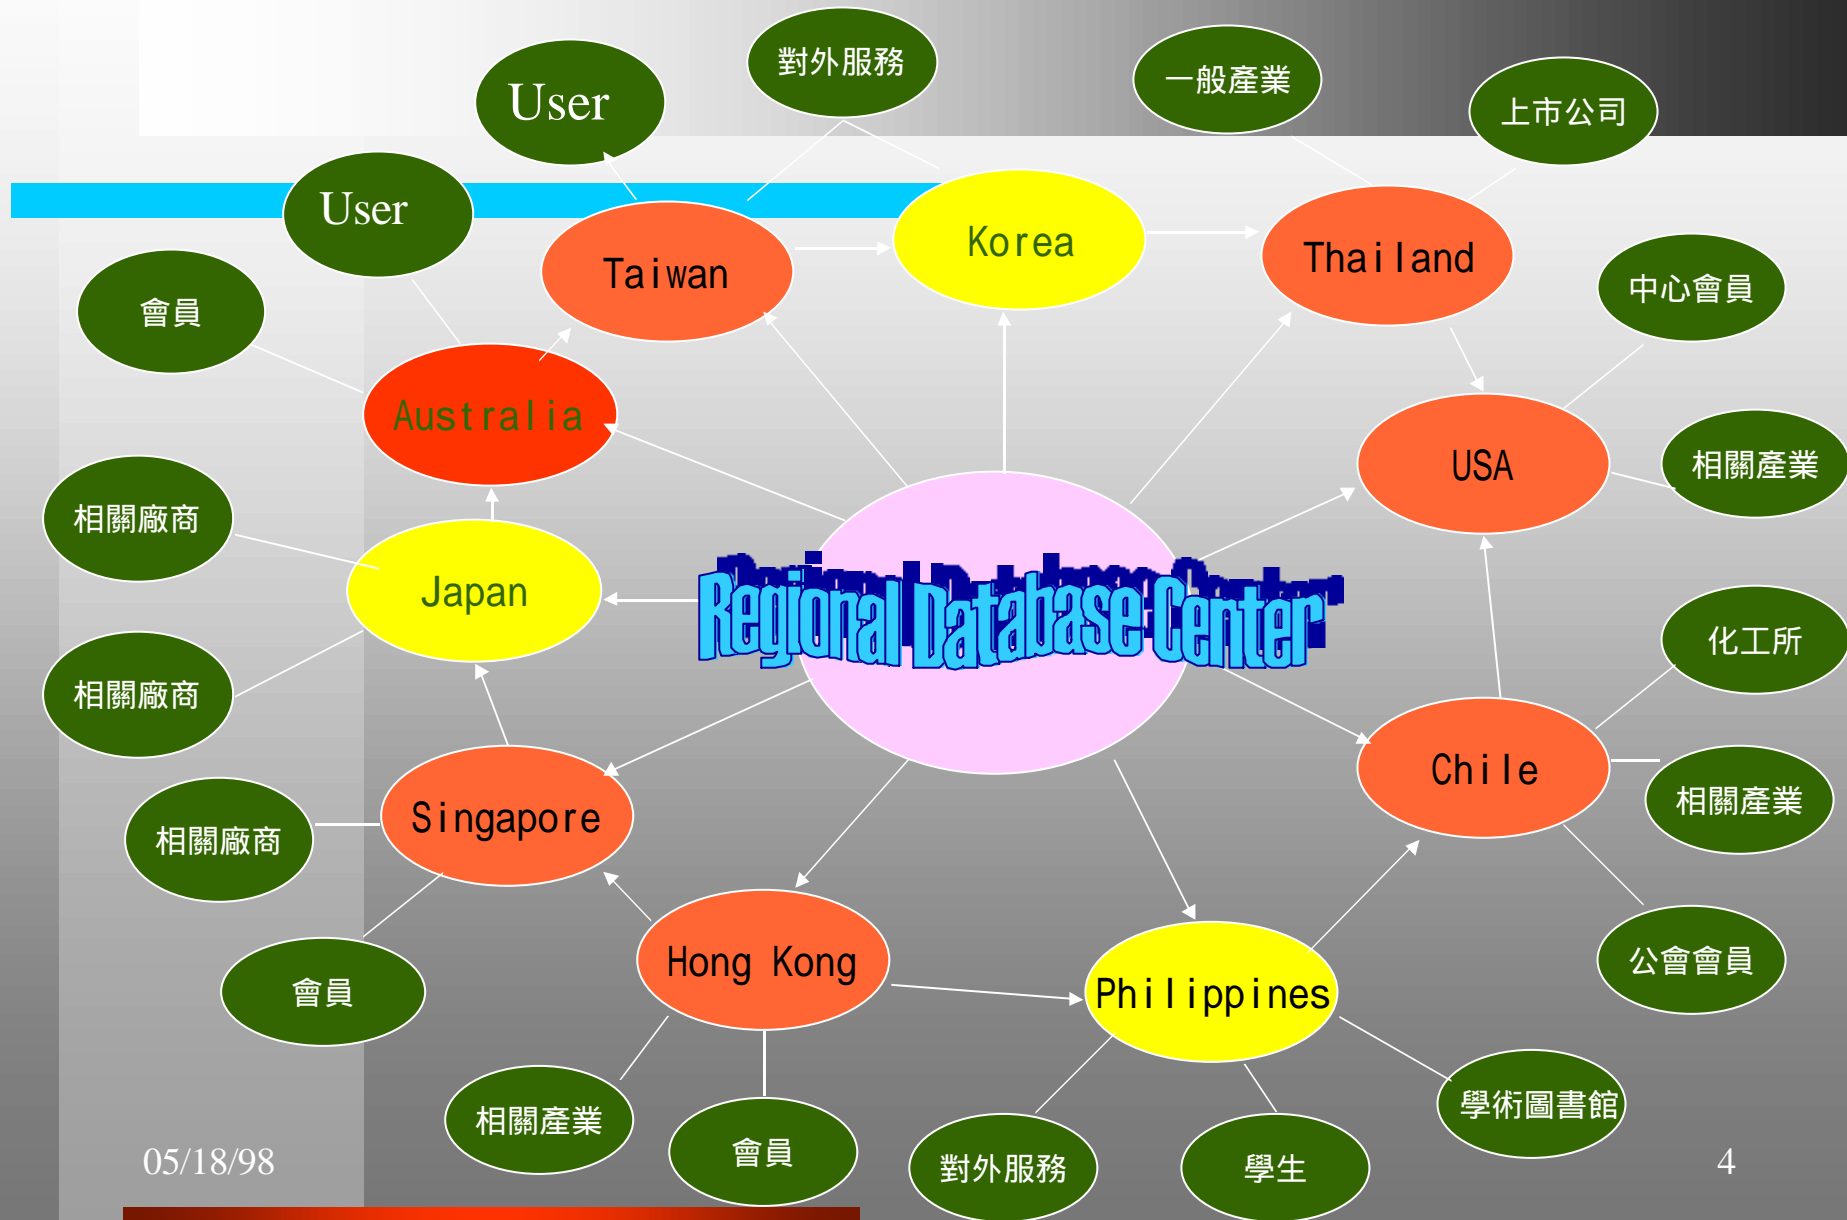 對外服務
一般產業
User
上市公司
User
Korea
Taiwan
Thailand
中心會員
會員
Australia
USA
相關產業
相關廠商
Japan
Regional Database Center
化工所
相關廠商
Chile
相關產業
Singapore
相關廠商
Hong Kong
公會會員
會員
Philippines
相關產業
學術圖書館
會員
對外服務
學生
05/18/98
4